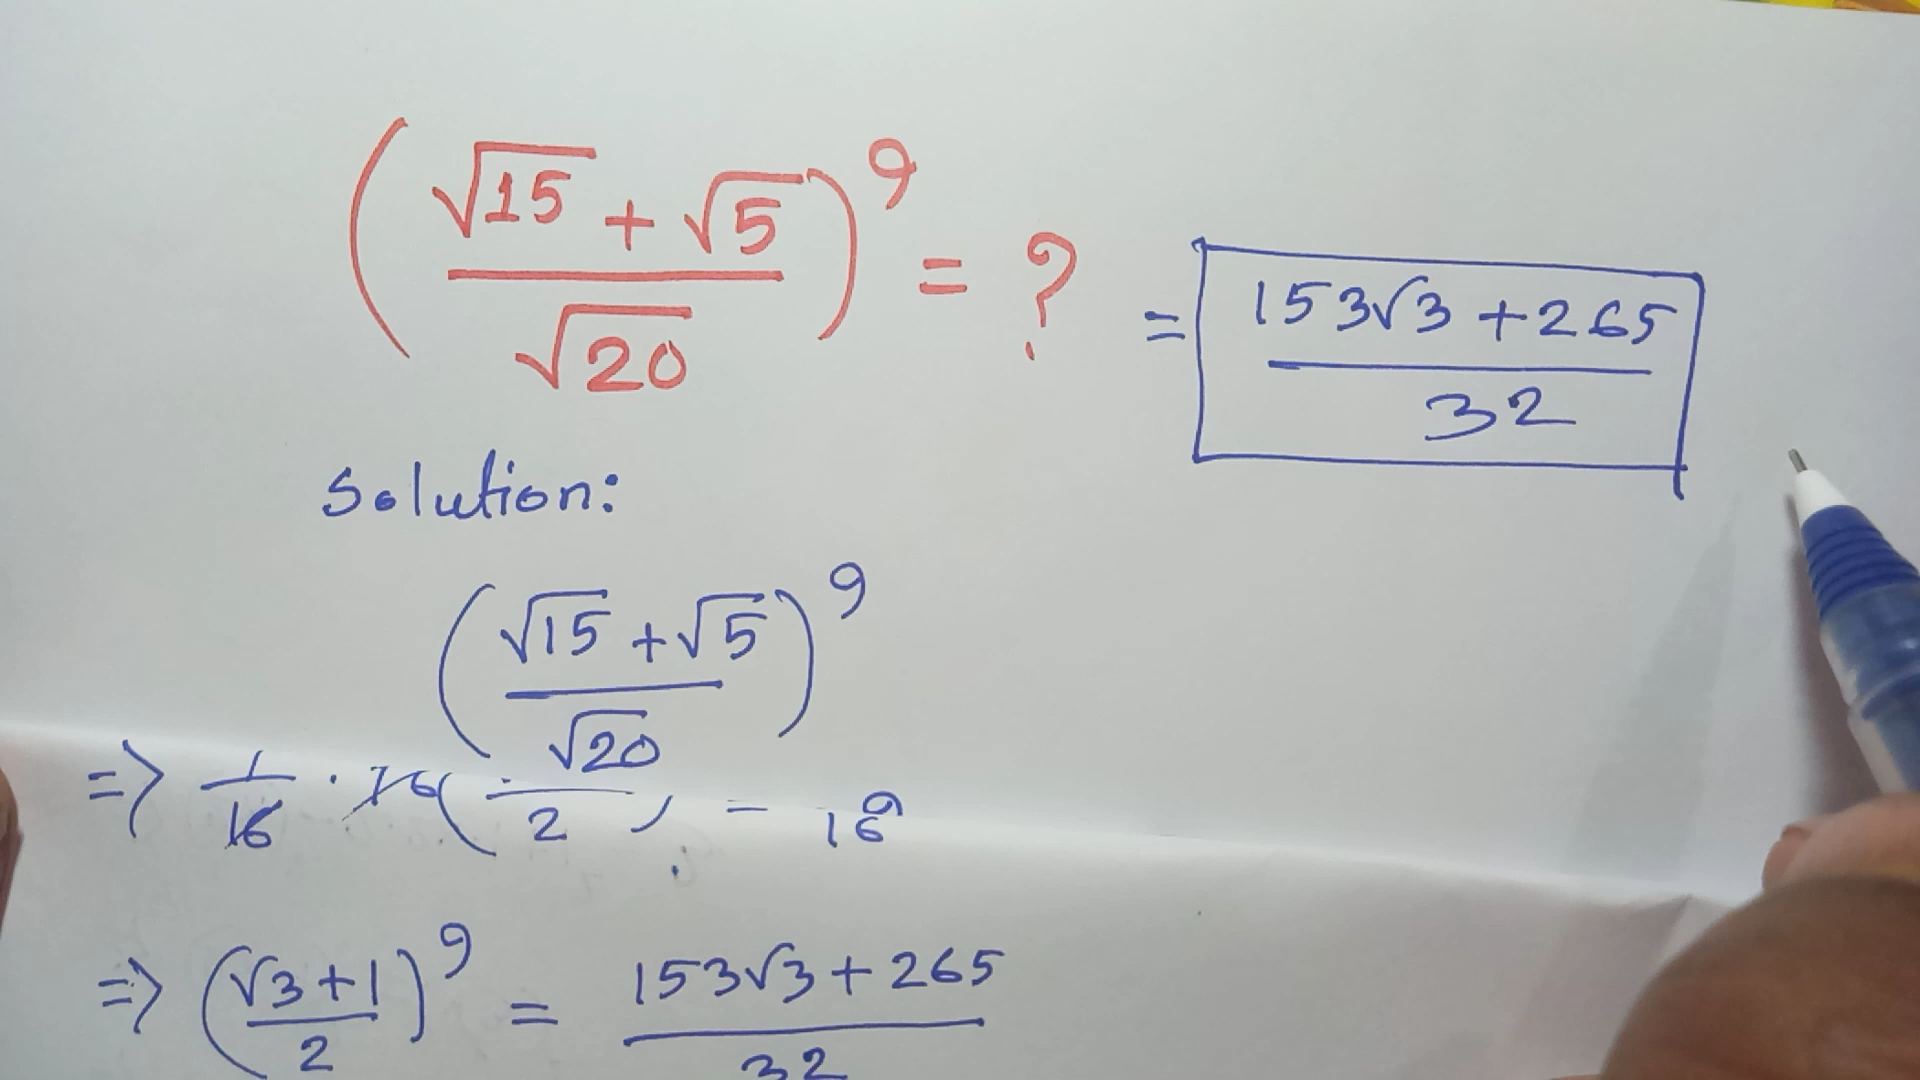 (√15 + √5 / √20)^9 = ? = 153√3 + 265 / 32
Solution:
(√15 + √5 / √20)^9
=> 1/16 · 16( 2 ) = 16
=> (√3 + 1 / 2)^9 = 153√3 + 265 / 32